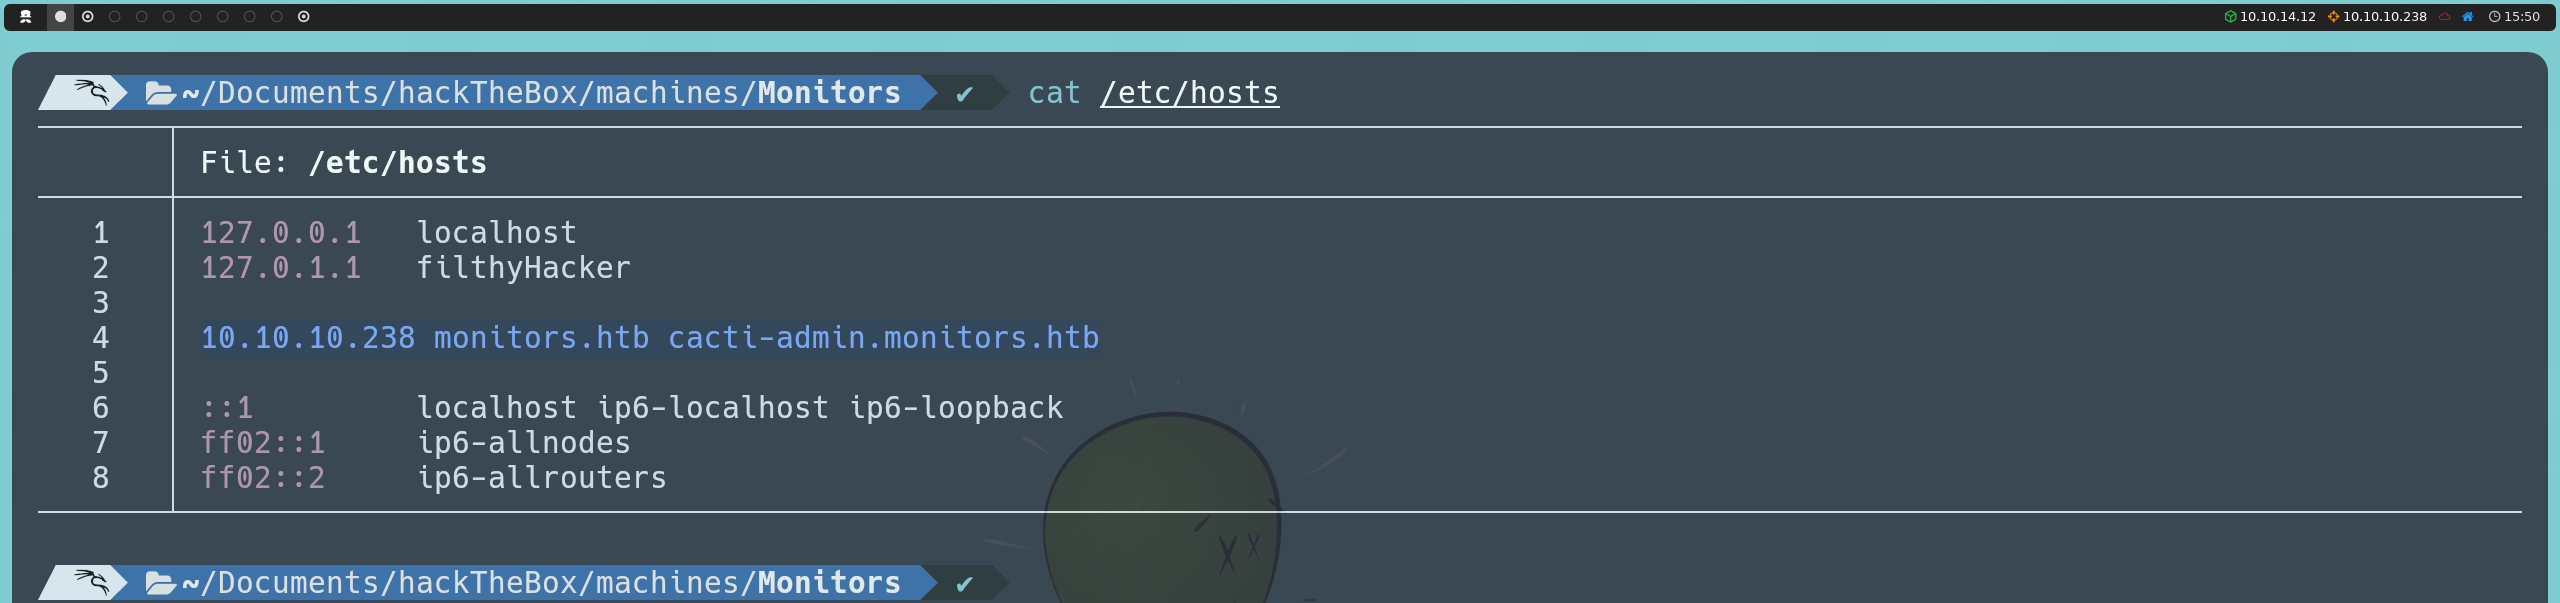 10.10.14.12 10.10.10.238 15:50
~/Documents/hackTheBox/machines/Monitors ✔ cat /etc/hosts
File: /etc/hosts
1 127.0.0.1 localhost
2 127.0.1.1 filthyHacker
3
4 10.10.10.238 monitors.htb cacti-admin.monitors.htb
5
6 ::1 localhost ip6-localhost ip6-loopback
7 ff02::1 ip6-allnodes
8 ff02::2 ip6-allrouters
~/Documents/hackTheBox/machines/Monitors ✔